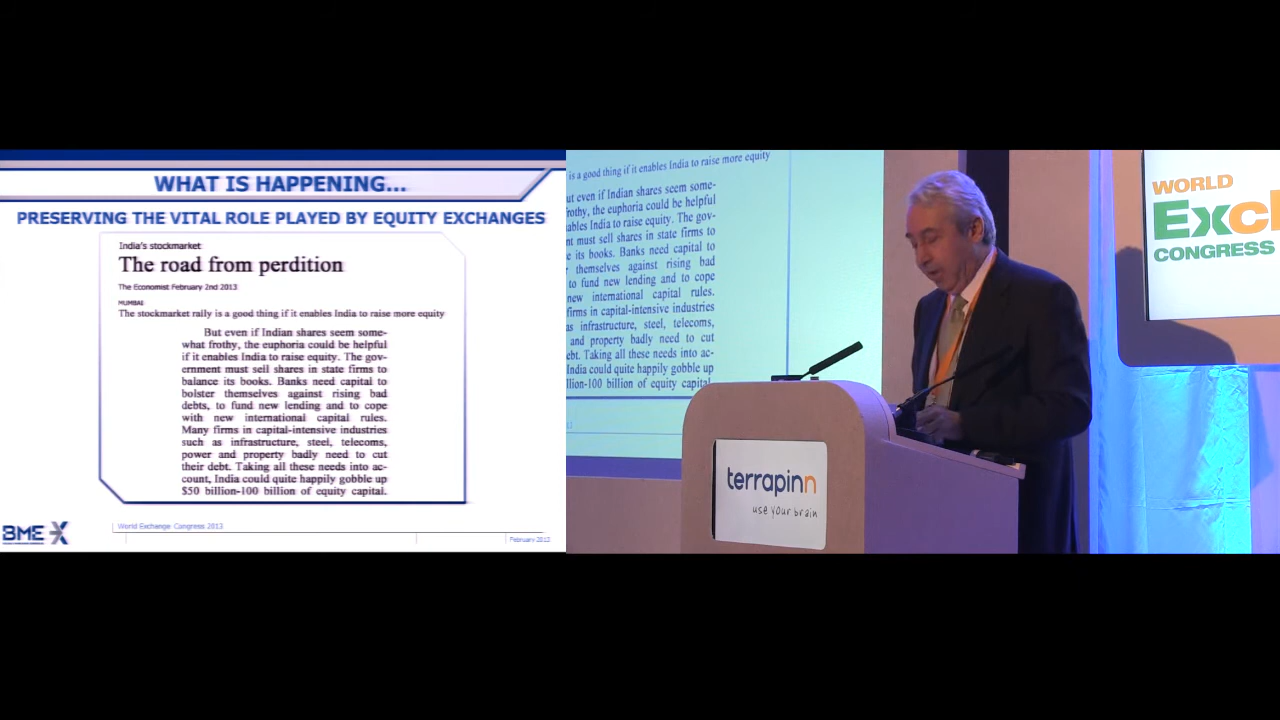 WHAT IS HAPPENING...
PRESERVING THE VITAL ROLE PLAYED BY EQUITY EXCHANGES
India's stockmarket
The road from perdition
The Economist February 2nd 2013
MUMBAI
The stockmarket rally is a good thing if it enables India to raise more equity
But even if Indian shares seem some-
what frothy, the euphoria could be helpful
if it enables India to raise equity. The gov-
ernment must sell shares in state firms to
balance its books. Banks need capital to
bolster themselves against rising bad
debts, to fund new lending and to cope
with new international capital rules.
Many firms in capital-intensive industries
such as infrastructure, steel, telecoms,
power and property badly need to cut
their debt. Taking all these needs into ac-
count, India could quite happily gobble up
$50 billion-100 billion of equity capital.
BME X
World Exchange Congress 2013
February 2013
is a good thing if it enables India to raise more equity
ut even if Indian shares seem some-
frothy, the euphoria could be helpful
ables India to raise equity. The gov-
nt must sell shares in state firms to
e its books. Banks need capital to
r themselves against rising bad
to fund new lending and to cope
new international capital rules.
firms in capital-intensive industries
as infrastructure, steel, telecoms,
and property badly need to cut
ebt. Taking all these needs into ac-
India could quite happily gobble up
llion-100 billion of equity capital.
terrapinn
use your brain
WORLD
Exc
CONGRESS